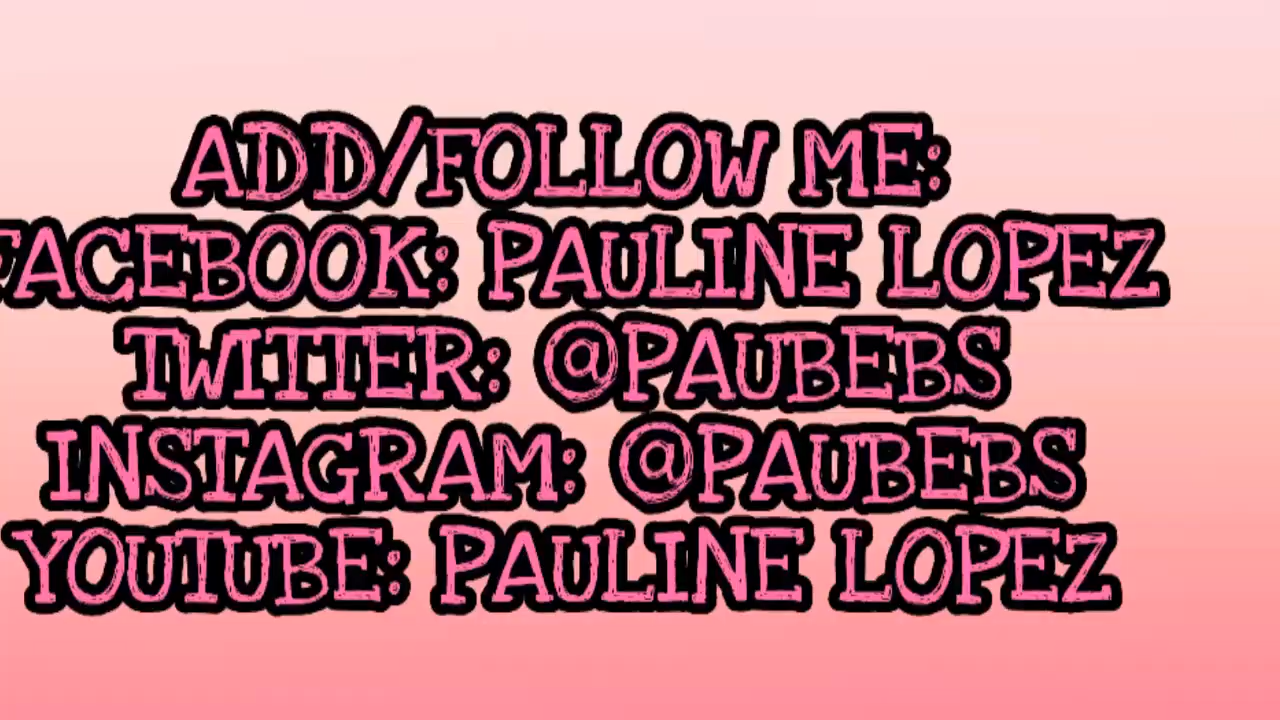 ADD/FOLLOW ME:
FACEBOOK: PAULINE LOPEZ
TWITTER: @PAUBEBS
INSTAGRAM: @PAUBEBS
YOUTUBE: PAULINE LOPEZ